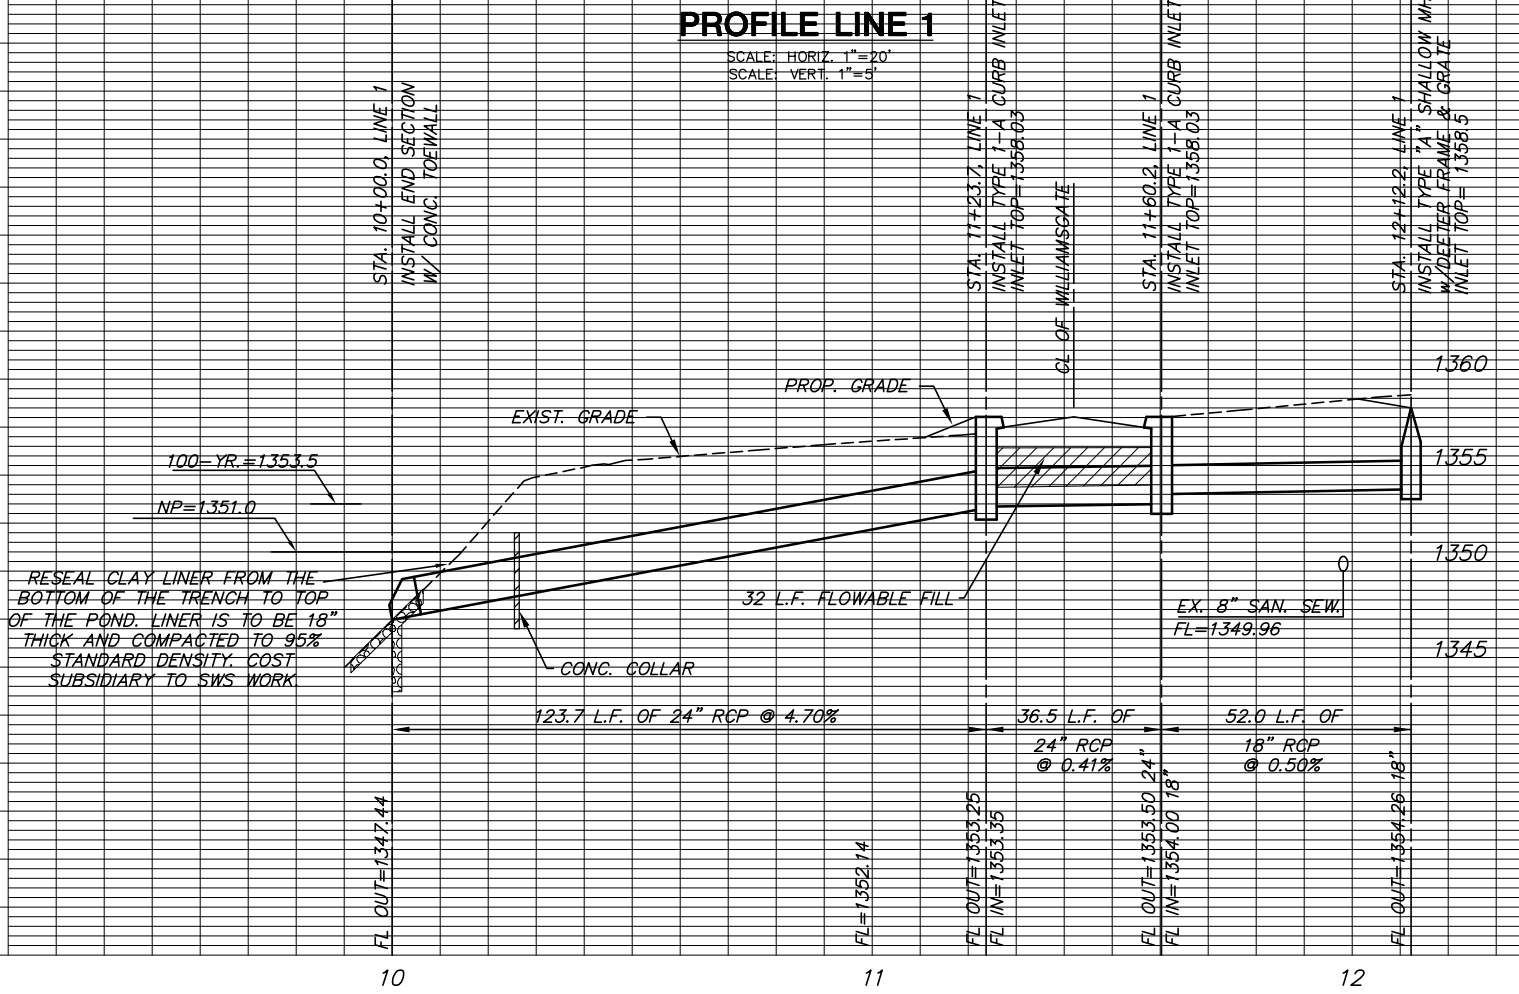 PROFILE LINE 1
SCALE: HORIZ. 1"=20'
SCALE: VERT. 1"=5'
STA. 10+00.0, LINE 1
INSTALL END SECTION
W/ CONC. TOEWALL
STA. 11+23.7, LINE 1
INSTALL TYPE 1-A CURB INLET
INLET TOP=1358.03
CL OF WILLIAMSGATE
STA. 11+60.2, LINE 1
INSTALL TYPE 1-A CURB INLET
INLET TOP=1358.03
STA. 12+12.2, LINE 1
INSTALL TYPE "A" SHALLOW MH
w/DEETER FRAME & GRATE
INLET TOP= 1358.5
1360
PROP. GRADE
EXIST. GRADE
100-YR.=1353.5
1355
NP=1351.0
1350
RESEAL CLAY LINER FROM THE
BOTTOM OF THE TRENCH TO TOP
OF THE POND. LINER IS TO BE 18"
THICK AND COMPACTED TO 95%
STANDARD DENSITY. COST
SUBSIDIARY TO SWS WORK.
32 L.F. FLOWABLE FILL
EX. 8" SAN. SEW.
FL=1349.96
1345
CONC. COLLAR
123.7 L.F. OF 24" RCP @ 4.70%
36.5 L.F. OF
24" RCP
@ 0.41%
52.0 L.F. OF
18" RCP
@ 0.50%
FL OUT=1347.44
FL=1352.14
FL OUT=1353.25
FL IN=1353.35
FL OUT=1353.50 24"
FL IN=1354.00 18"
FL OUT=1354.26 18"
10
11
12